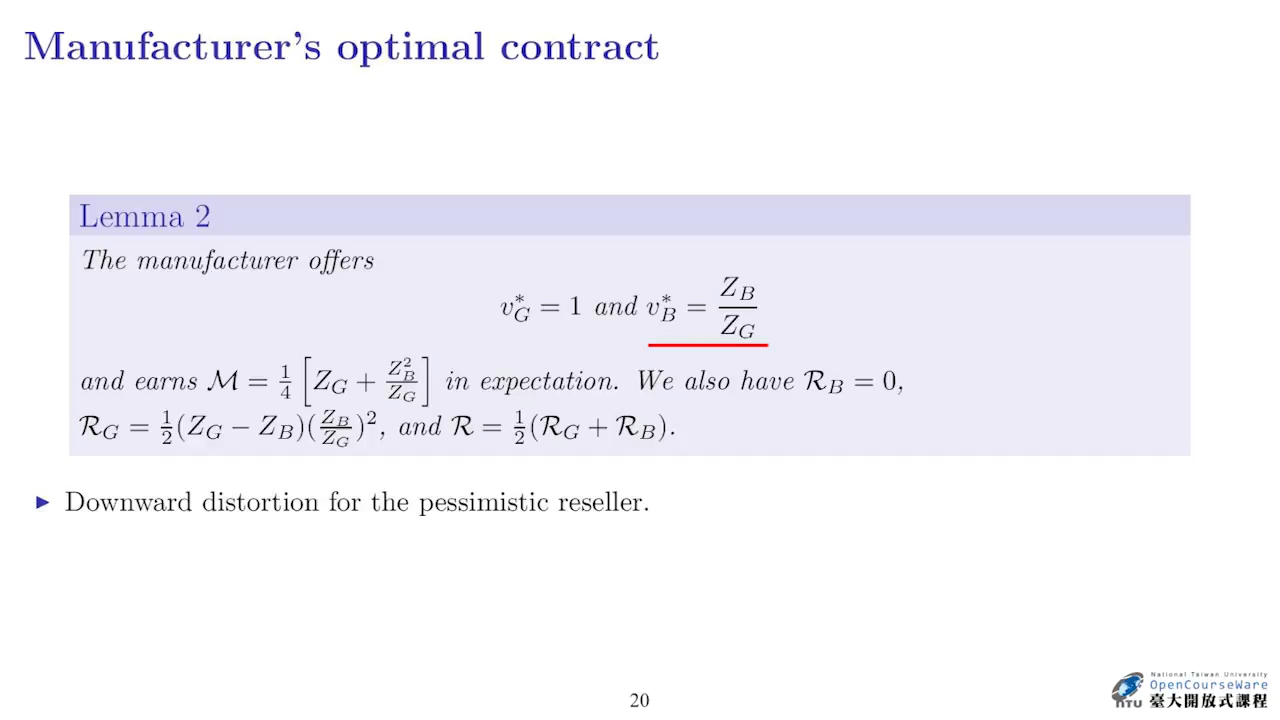 Manufacturer's optimal contract
Lemma 2
The manufacturer offers
v*_G = 1 and v*_B = Z_B / Z_G
and earns ℳ = 1/4 [Z_G + Z_B^2 / Z_G] in expectation. We also have ℛ_B = 0,
ℛ_G = 1/2 (Z_G − Z_B)(Z_B / Z_G)^2, and ℛ = 1/2 (ℛ_G + ℛ_B).
▶ Downward distortion for the pessimistic reseller.
20
National Taiwan University
OpenCourseWare
NTU 臺大開放式課程